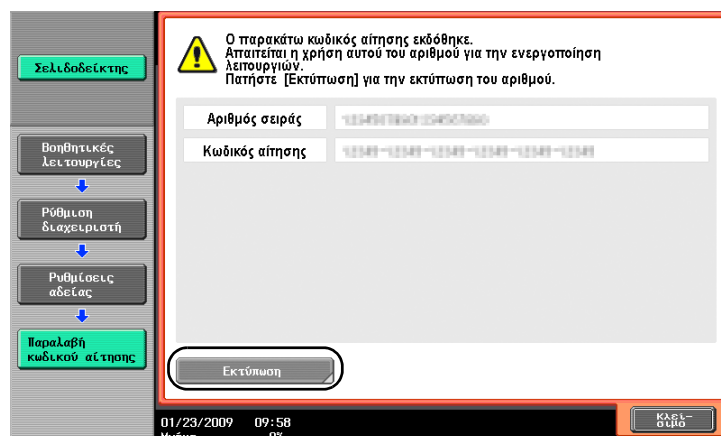 Σελιδοδείκτης
Βοηθητικές
λειτουργίες
Ρύθμιση
διαχειριστή
Ρυθμίσεις
αδείας
Παραλαβή
κωδικού αίτησης
Ο παρακάτω κωδικός αίτησης εκδόθηκε.
Απαιτείται η χρήση αυτού του αριθμού για την ενεργοποίηση
λειτουργιών.
Πατήστε [Εκτύπωση] για την εκτύπωση του αριθμού.
Αριθμός σειράς
Κωδικός αίτησης
Εκτύπωση
01/23/2009 09:58
Κλεί-
σιμο